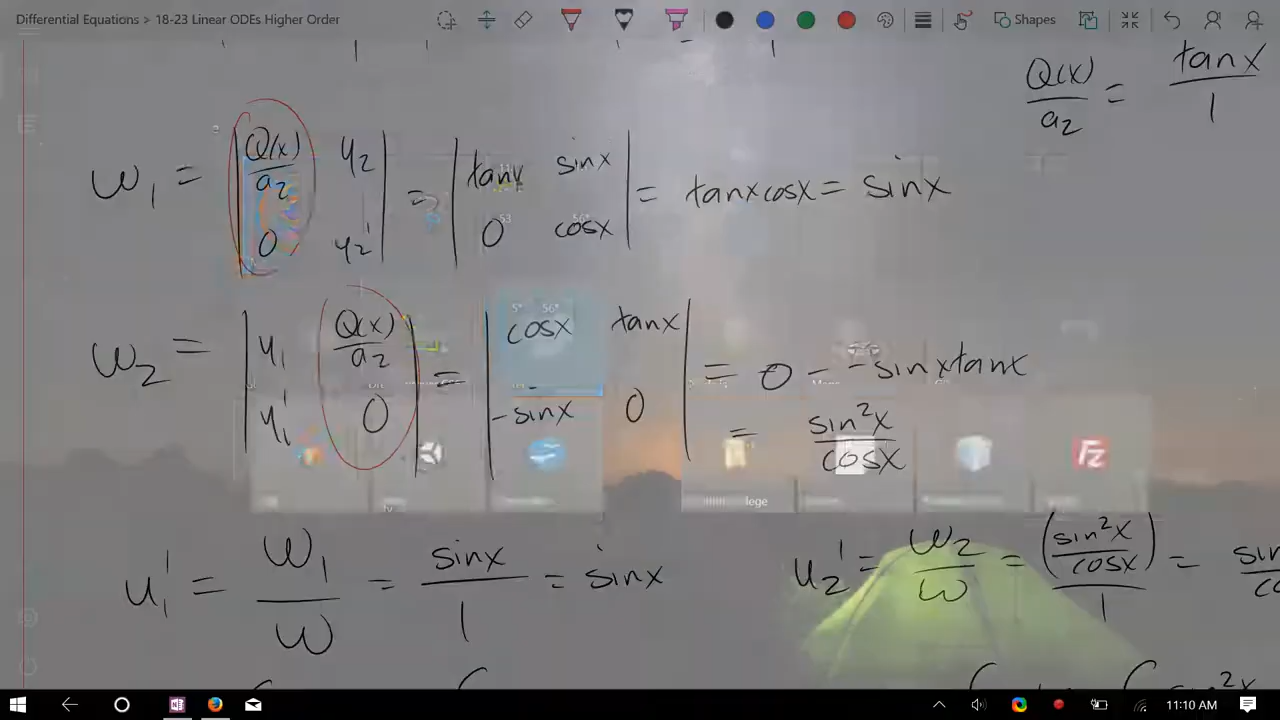 Differential Equations > 18-23 Linear ODEs Higher Order
Shapes
Q(x)/a₂ = tanx/1
W₁ = | Q(x)/a₂ y₂ | = | tanx sinx | = tanxcosx = sinx
| 0 y₂' | | 0 cosx |
W₂ = | y₁ Q(x)/a₂ | = | cosx tanx | = 0 - -sinxtanx
| y₁' 0 | | -sinx 0 | = sin²x/cosx
u₁' = W₁/W = sinx/1 = sinx
u₂' = W₂/W = (sin²x/cosx)/1 =
sin²x
lege
11:10 AM